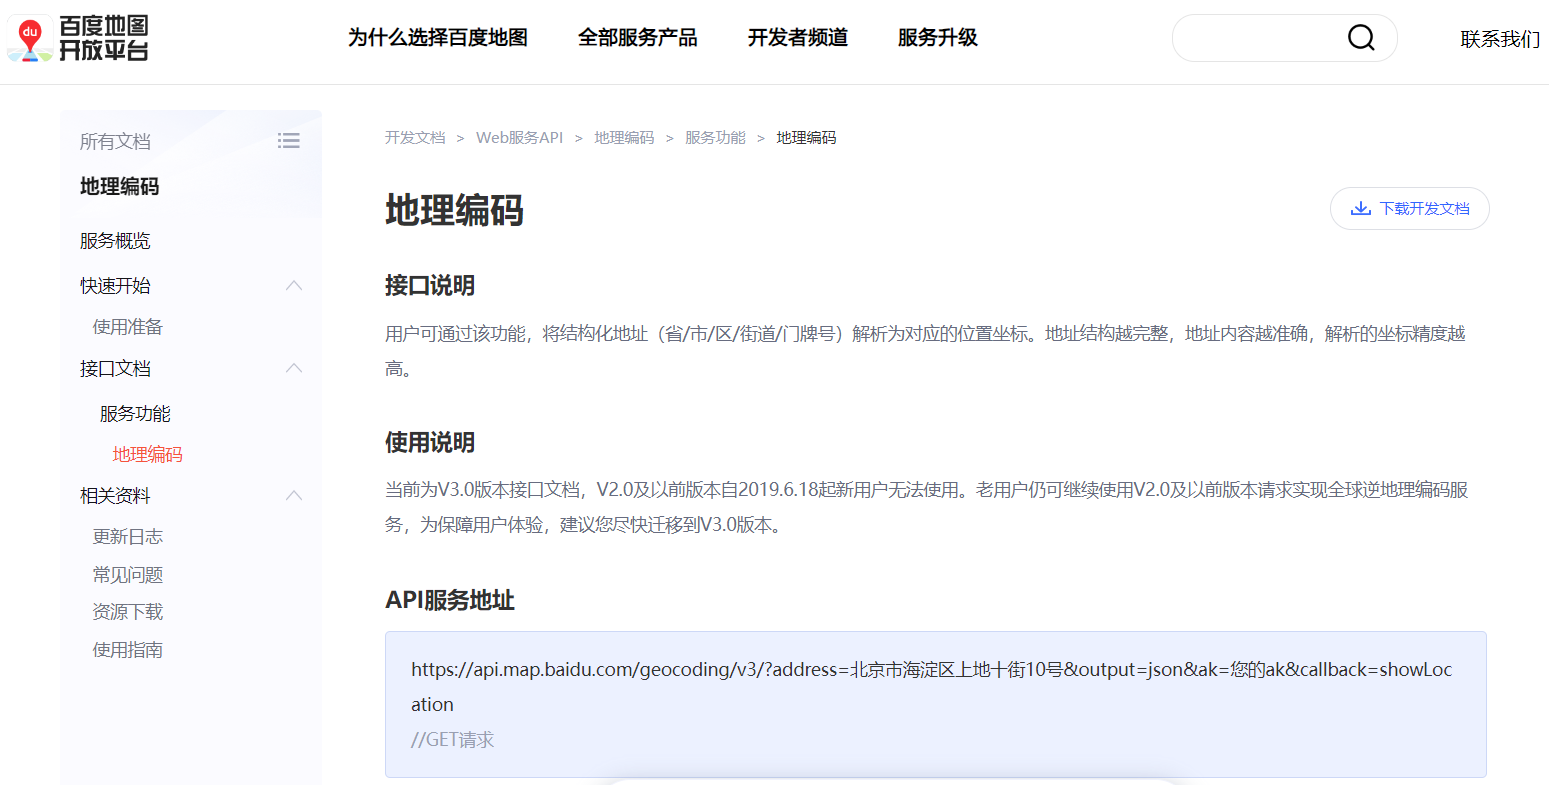 du
百度地图
开放平台
为什么选择百度地图 全部服务产品 开发者频道 服务升级
联系我们
所有文档
地理编码
服务概览
快速开始
使用准备
接口文档
服务功能
地理编码
相关资料
更新日志
常见问题
资源下载
使用指南
开发文档 > Web服务API > 地理编码 > 服务功能 > 地理编码
地理编码
下载开发文档
接口说明
用户可通过该功能，将结构化地址（省/市/区/街道/门牌号）解析为对应的位置坐标。地址结构越完整，地址内容越准确，解析的坐标精度越
高。
使用说明
当前为V3.0版本接口文档，V2.0及以前版本自2019.6.18起新用户无法使用。老用户仍可继续使用V2.0及以前版本请求实现全球逆地理编码服
务，为保障用户体验，建议您尽快迁移到V3.0版本。
API服务地址
https://api.map.baidu.com/geocoding/v3/?address=北京市海淀区上地十街10号&output=json&ak=您的ak&callback=showLoc
ation
//GET请求